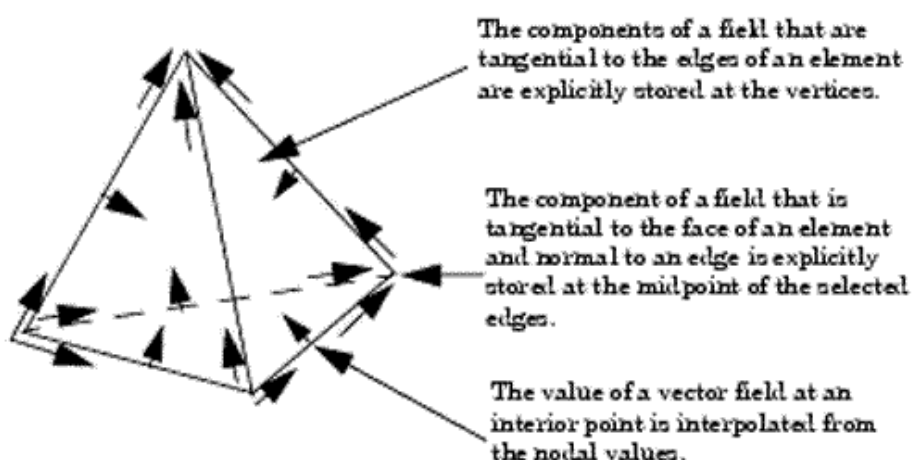 The components of a field that are
tangential to the edges of an element
are explicitly stored at the vertices.
The component of a field that is
tangential to the face of an element
and normal to an edge is explicitly
stored at the midpoint of the selected
edges.
The value of a vector field at an
interior point is interpolated from
the nodal values.